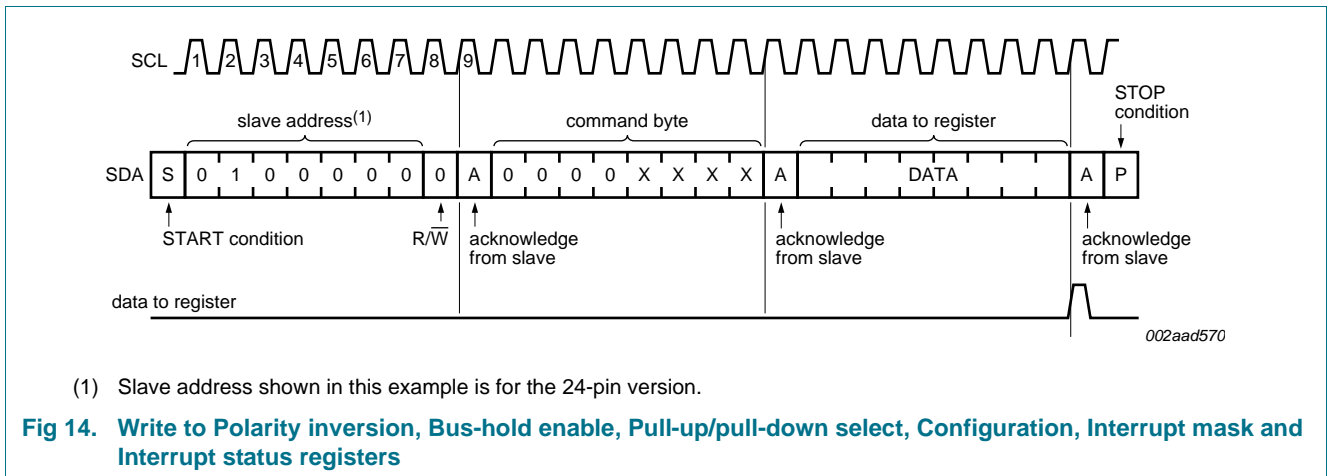 SCL 1 2 3 4 5 6 7 8 9
STOP
condition
slave address(1) command byte data to register
SDA S 0 1 0 0 0 0 0 0 A 0 0 0 0 X X X X A DATA A P
START condition R/W̅ acknowledge
from slave acknowledge
from slave acknowledge
from slave
data to register
002aad570
(1) Slave address shown in this example is for the 24-pin version.
Fig 14. Write to Polarity inversion, Bus-hold enable, Pull-up/pull-down select, Configuration, Interrupt mask and
Interrupt status registers